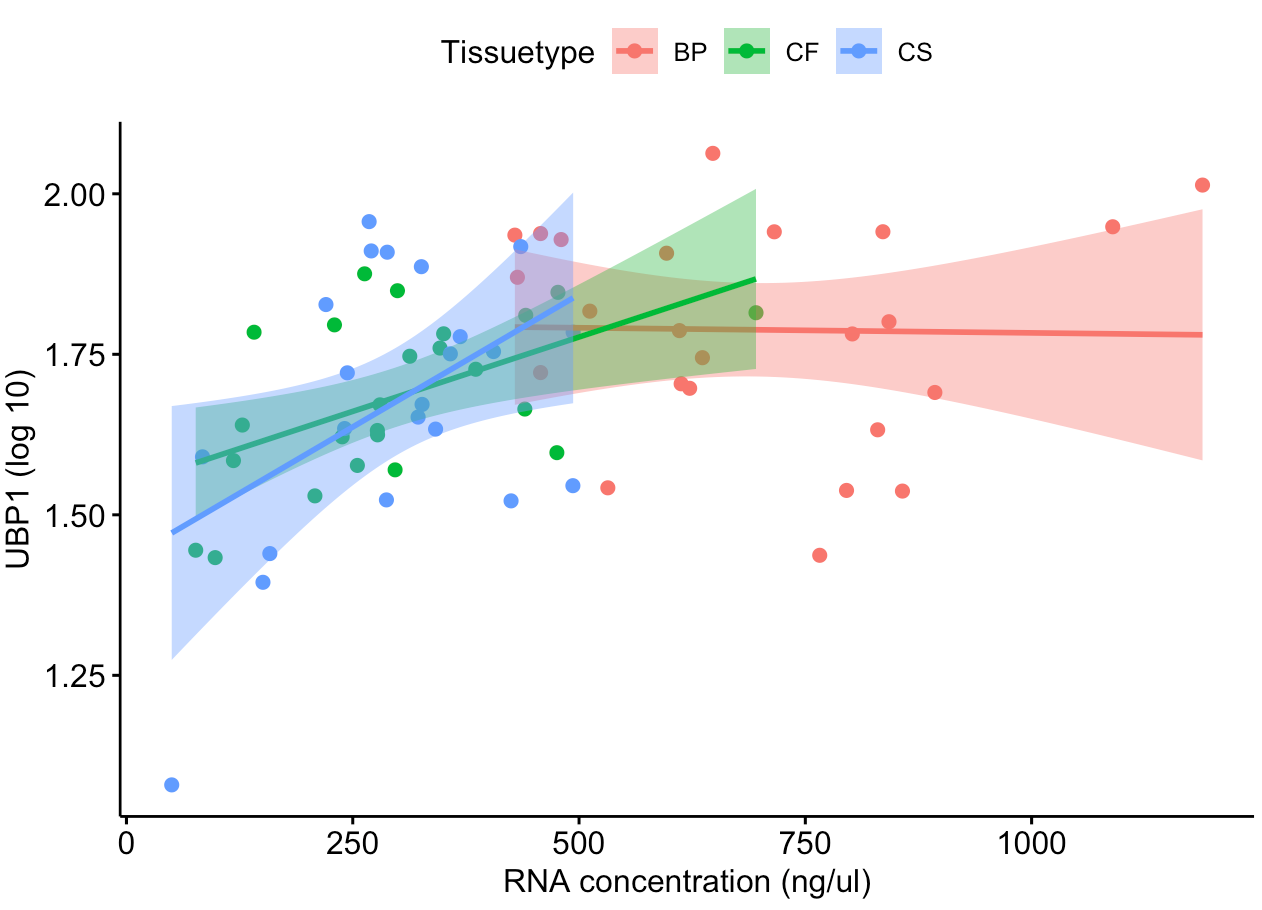 Tissuetype BP CF CS
2.00
1.75
1.50
1.25
UBP1 (log 10)
0 250 500 750 1000
RNA concentration (ng/ul)